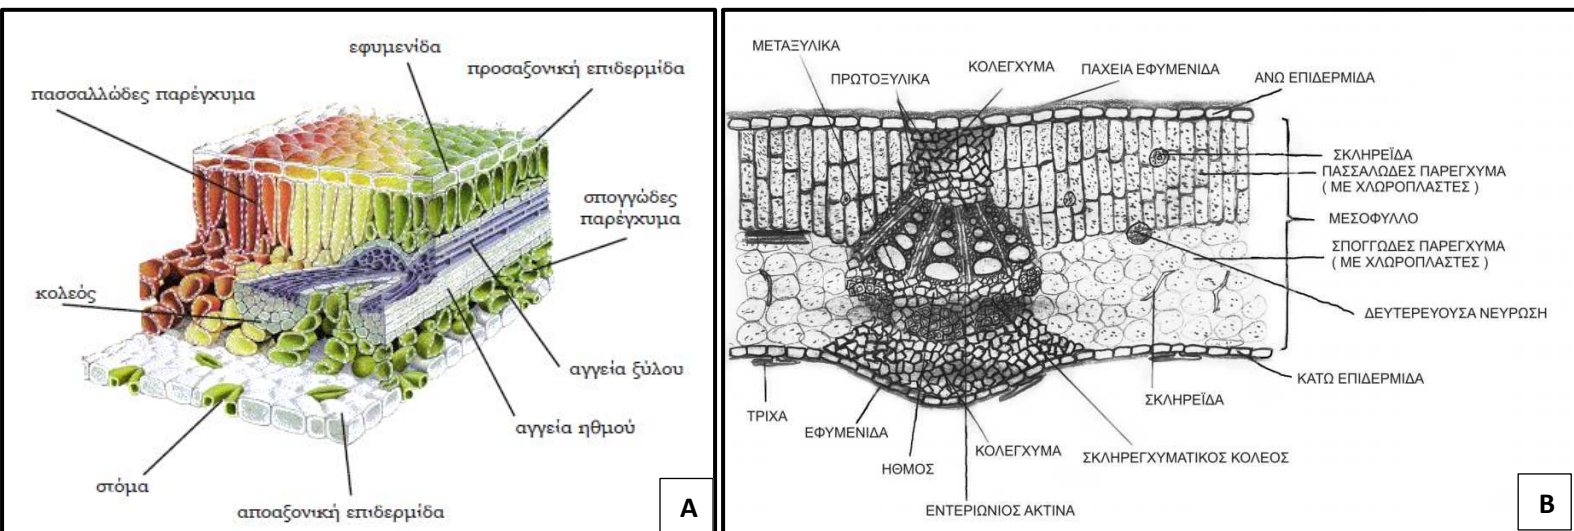 εφυμενίδα
προσαξονική επιδερμίδα
πασσαλλώδες παρέγχυμα
σπογγώδες
παρέγχυμα
κολεός
αγγεία ξύλου
αγγεία ηθμού
στόμα
αποαξονική επιδερμίδα
A
ΜΕΤΑΞΥΛΙΚΑ
ΠΡΩΤΟΞΥΛΙΚΑ
ΚΟΛΕΓΧΥΜΑ
ΠΑΧΕΙΑ ΕΦΥΜΕΝΙΔΑ
ΑΝΩ ΕΠΙΔΕΡΜΙΔΑ
ΣΚΛΗΡΕΪΔΑ
ΠΑΣΣΑΛΩΔΕΣ ΠΑΡΕΓΧΥΜΑ
( ΜΕ ΧΛΩΡΟΠΛΑΣΤΕΣ )
ΜΕΣΟΦΥΛΛΟ
ΣΠΟΓΓΩΔΕΣ ΠΑΡΕΓΧΥΜΑ
( ΜΕ ΧΛΩΡΟΠΛΑΣΤΕΣ )
ΔΕΥΤΕΡΕΥΟΥΣΑ ΝΕΥΡΩΣΗ
ΚΑΤΩ ΕΠΙΔΕΡΜΙΔΑ
ΣΚΛΗΡΕΪΔΑ
ΤΡΙΧΑ
ΕΦΥΜΕΝΙΔΑ
ΗΘΜΟΣ
ΚΟΛΕΓΧΥΜΑ
ΣΚΛΗΡΕΓΧΥΜΑΤΙΚΟΣ ΚΟΛΕΟΣ
ΕΝΤΕΡΙΩΝΙΟΣ ΑΚΤΙΝΑ
B